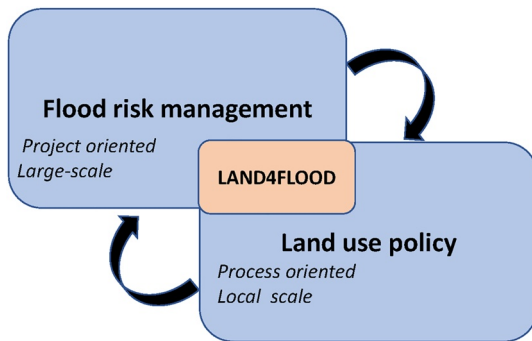 Flood risk management
Project oriented
Large-scale
LAND4FLOOD
Land use policy
Process oriented
Local scale